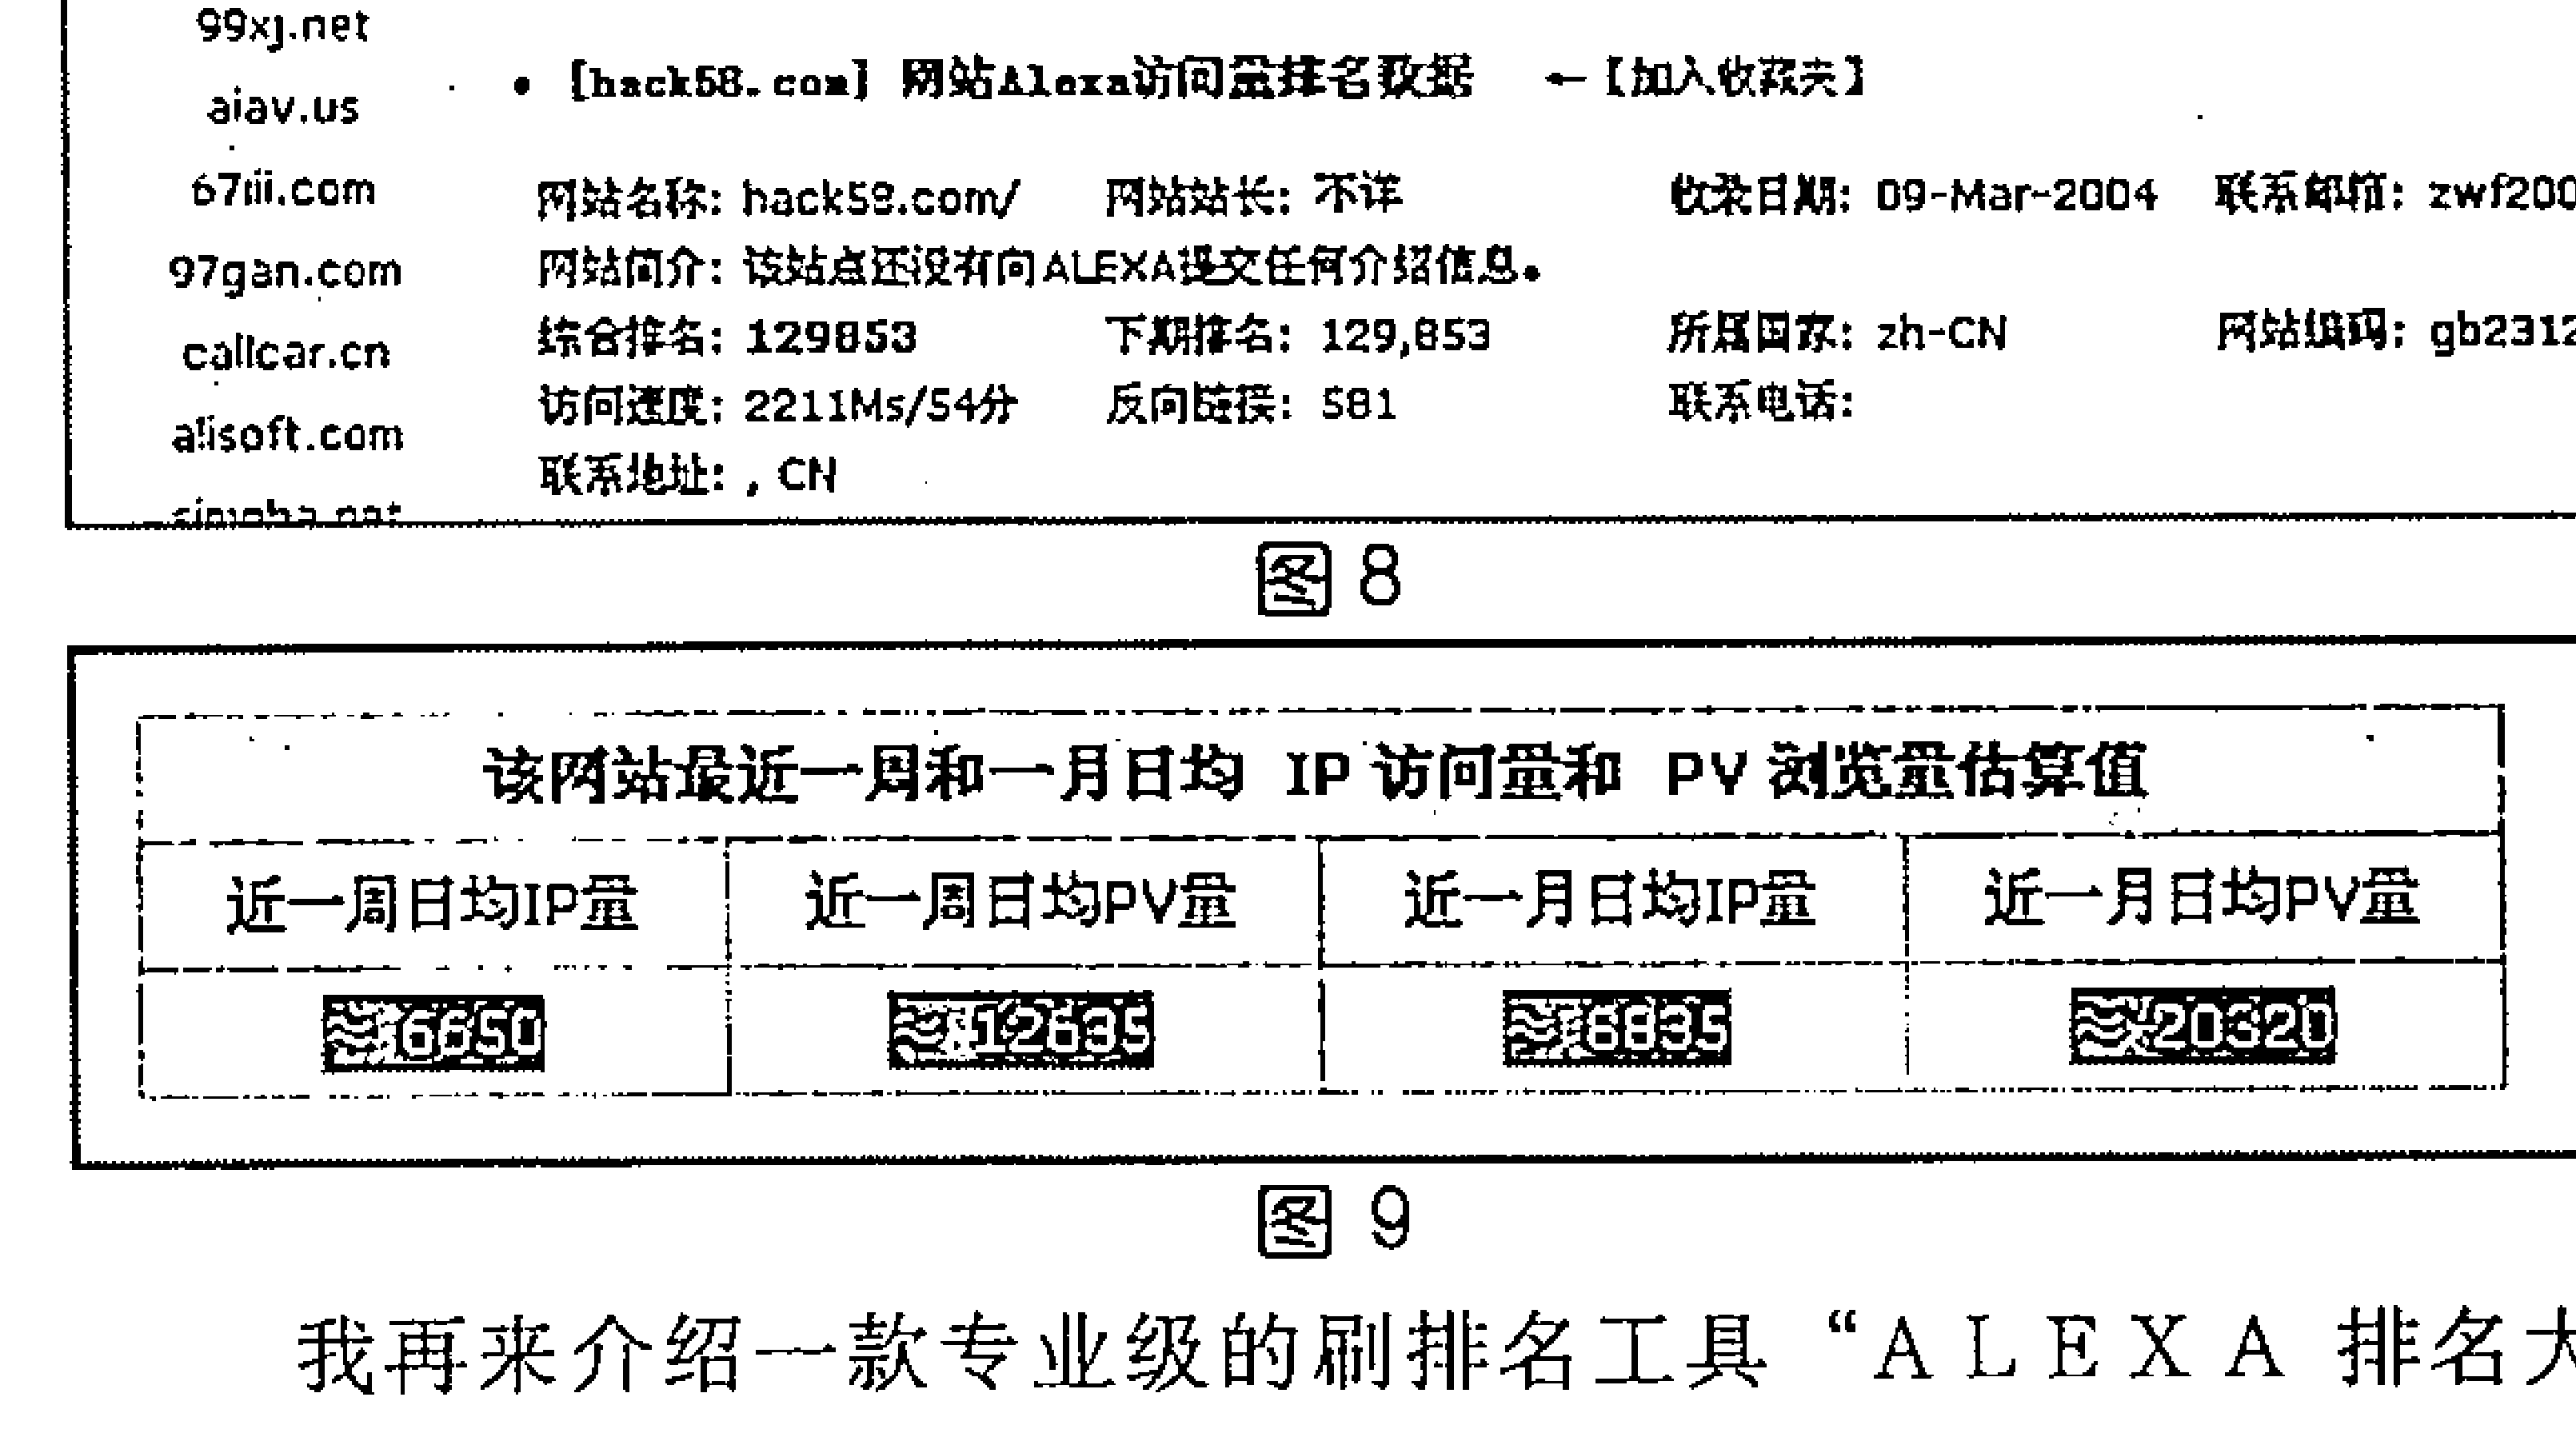 99xj.net
• [hack58.com] 网站Alexa访问量排名数据 ←【加入收藏夹】
aiav.us
67iii.com
网站名称: hack58.com/ 网站站长: 不详 收录日期: 09-Mar-2004 联系邮箱: zwf200
97gan.com
网站简介: 该站点还没有向ALEXA提交任何介绍信息。
callcar.cn
综合排名: 129853 下期排名: 129,853 所属国家: zh-CN 网站编码: gb2312
访问速度: 2211Ms/54分 反向链接: 581 联系电话:
alisoft.com
联系地址: , CN
图 8
该网站最近一周和一月日均 IP 访问量和 PV 浏览量估算值
近一周日均IP量 近一周日均PV量 近一月日均IP量 近一月日均PV量
6650 12635 6835 20320
图 9
我再来介绍一款专业级的刷排名工具“ALEXA 排名大